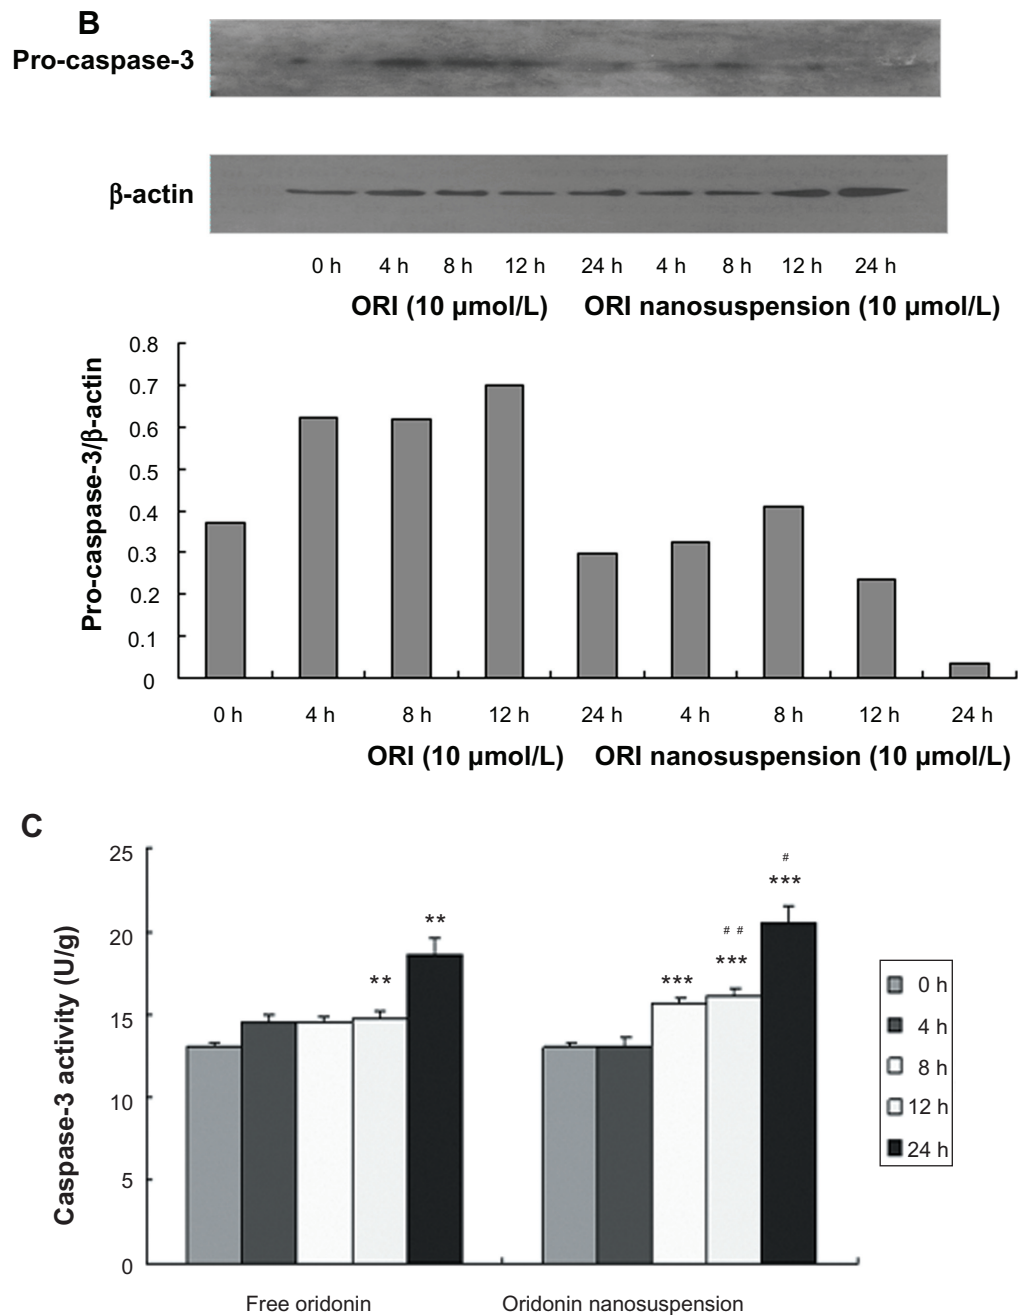 B
Pro-caspase-3
β-actin
0 h 4 h 8 h 12 h 24 h 4 h 8 h 12 h 24 h
ORI (10 µmol/L) ORI nanosuspension (10 µmol/L)
Pro-caspase-3/β-actin
0.8
0.7
0.6
0.5
0.4
0.3
0.2
0.1
0
0 h 4 h 8 h 12 h 24 h 4 h 8 h 12 h 24 h
ORI (10 µmol/L) ORI nanosuspension (10 µmol/L)
C
Caspase-3 activity (U/g)
25
20
15
10
5
0
**
**
***
# #
***
#
***
0 h
4 h
8 h
12 h
24 h
Free oridonin Oridonin nanosuspension